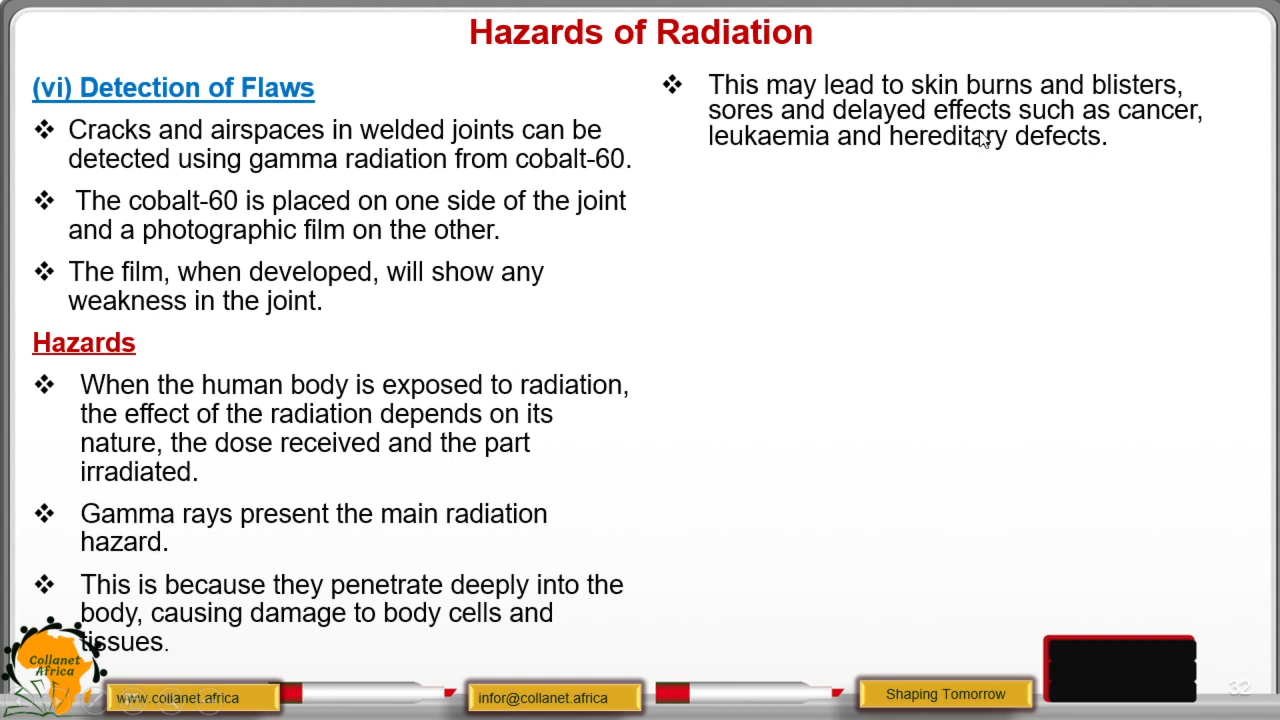 Hazards of Radiation
(vi) Detection of Flaws
❖ Cracks and airspaces in welded joints can be
detected using gamma radiation from cobalt-60.
❖ The cobalt-60 is placed on one side of the joint
and a photographic film on the other.
❖ The film, when developed, will show any
weakness in the joint.
Hazards
❖ When the human body is exposed to radiation,
the effect of the radiation depends on its
nature, the dose received and the part
irradiated.
❖ Gamma rays present the main radiation
hazard.
❖ This is because they penetrate deeply into the
body, causing damage to body cells and
tissues.
❖ This may lead to skin burns and blisters,
sores and delayed effects such as cancer,
leukaemia and hereditary defects.
Collanet
Africa
www.collanet.africa
infor@collanet.africa
Shaping Tomorrow
32